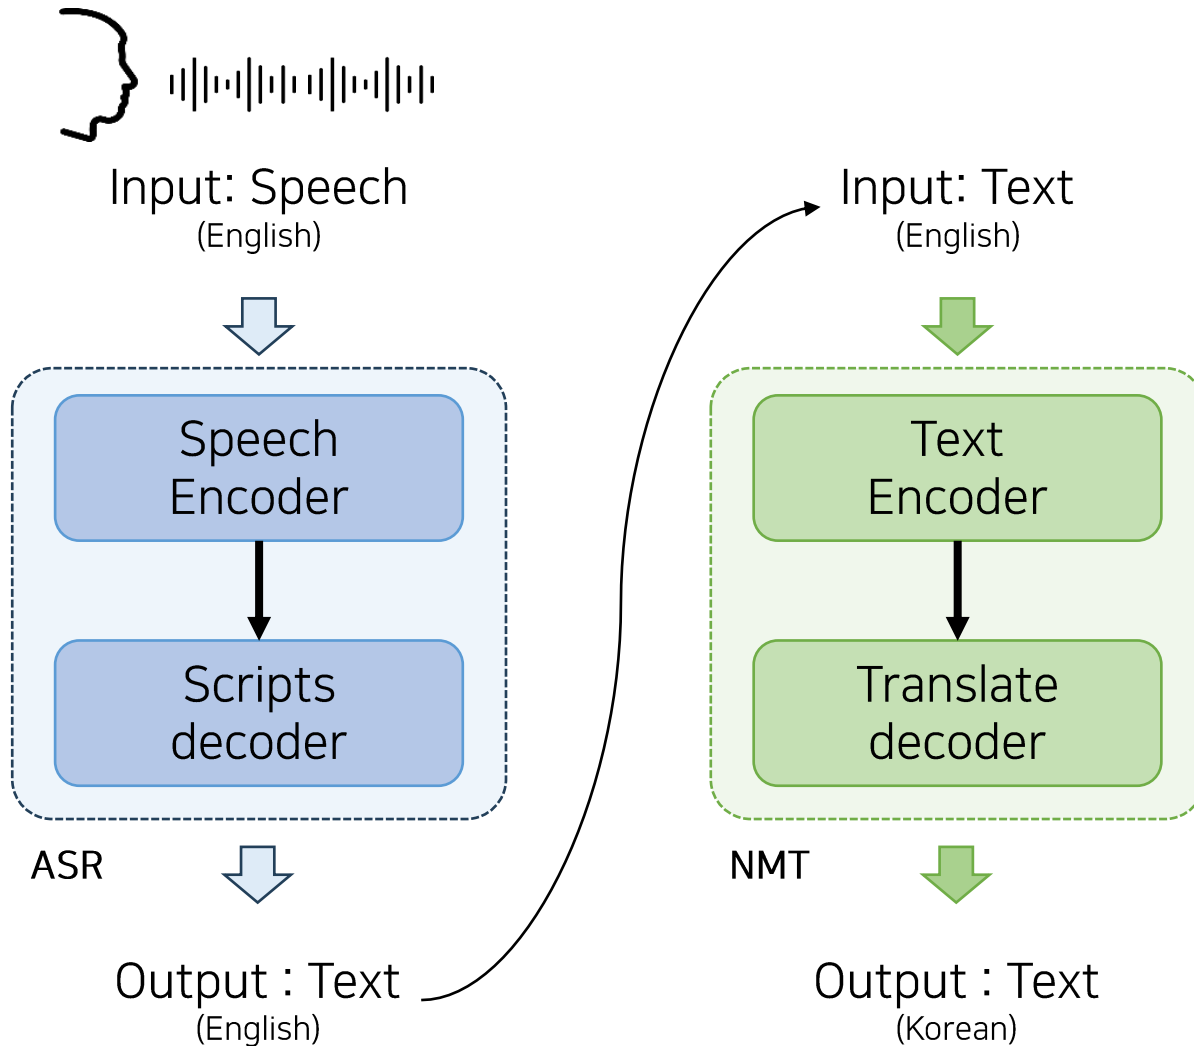 Input: Speech
(English)
Speech
Encoder
Scripts
decoder
ASR
Output : Text
(English)
Input: Text
(English)
Text
Encoder
Translate
decoder
NMT
Output : Text
(Korean)